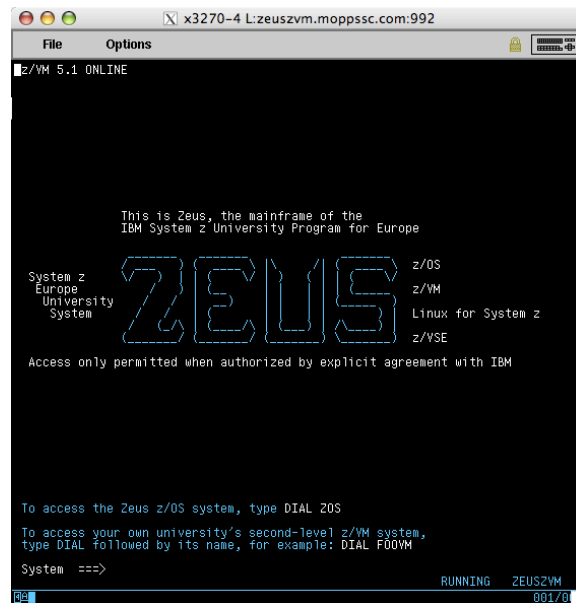 x3270-4 L:zeuszvm.moppssc.com:992
File Options
z/VM 5.1 ONLINE
This is Zeus, the mainframe of the
IBM System z University Program for Europe
System z
Europe
University
System
ZEUS
z/OS
z/VM
Linux for System z
z/VSE
Access only permitted when authorized by explicit agreement with IBM
To access the Zeus z/OS system, type DIAL ZOS
To access your own university's second-level z/VM system,
type DIAL followed by its name, for example: DIAL FOOVM
System ===>
RUNNING ZEUSZVM
4A